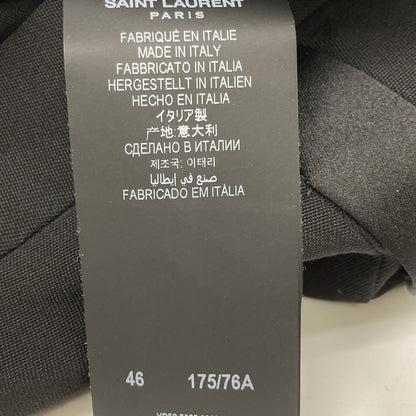 SAINT LAURENT
PARIS
FABRIQUÉ EN ITALIE
MADE IN ITALY
FABBRICATO IN ITALIA
HERGESTELLT IN ITALIEN
HECHO EN ITALIA
イタリア製
产地:意大利
СДЕЛАНО В ИТАЛИИ
제조국: 이태리
صنع في إيطاليا
FABRICADO EM ITÁLIA
46 175/76A